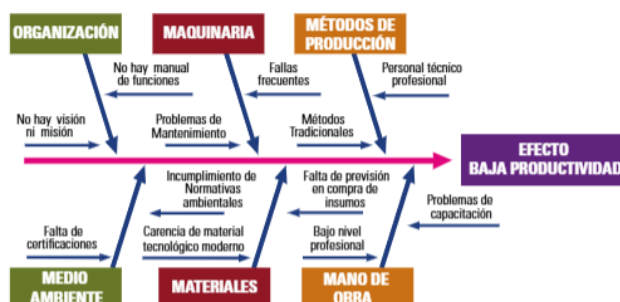 ORGANIZACIÓN
MAQUINARIA
MÉTODOS DE
PRODUCCIÓN
No hay manual
de funciones
Fallas
frecuentes
Personal técnico
profesional
No hay visión
ni misión
Problemas de
Mantenimiento
Métodos
Tradicionales
EFECTO
BAJA PRODUCTIVIDAD
Incumplimiento de
Normativas
ambientales
Falta de previsión
en compra de
insumos
Problemas de
capacitación
Falta de
certificaciones
Carencia de material
tecnológico moderno
Bajo nivel
profesional
MEDIO
AMBIENTE
MATERIALES
MANO DE
OBRA